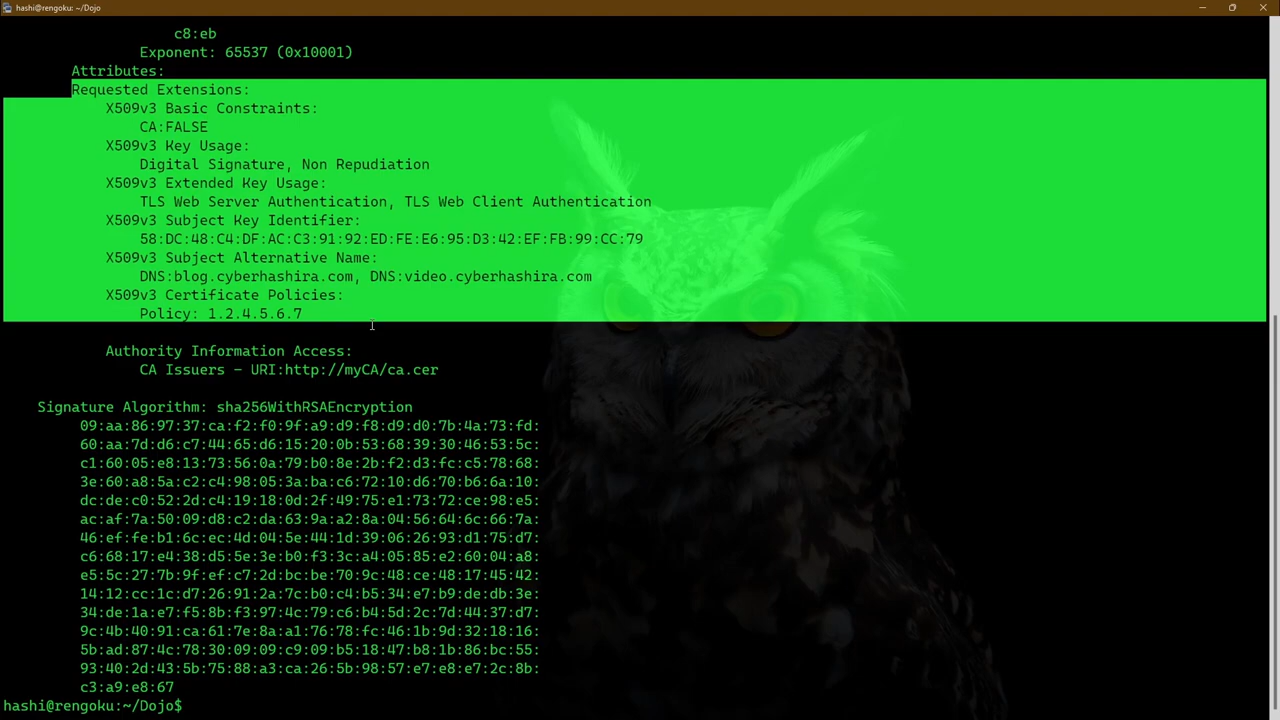 hashi@rengoku: ~/Dojo
c8:eb
Exponent: 65537 (0x10001)
Attributes:
Requested Extensions:
X509v3 Basic Constraints:
CA:FALSE
X509v3 Key Usage:
Digital Signature, Non Repudiation
X509v3 Extended Key Usage:
TLS Web Server Authentication, TLS Web Client Authentication
X509v3 Subject Key Identifier:
58:DC:48:C4:DF:AC:C3:91:92:ED:FE:E6:95:D3:42:EF:FB:99:CC:79
X509v3 Subject Alternative Name:
DNS:blog.cyberhashira.com, DNS:video.cyberhashira.com
X509v3 Certificate Policies:
Policy: 1.2.4.5.6.7
Authority Information Access:
CA Issuers - URI:http://myCA/ca.cer
Signature Algorithm: sha256WithRSAEncryption
09:aa:86:97:37:ca:f2:f0:9f:a9:d9:f8:d9:d0:7b:4a:73:fd:
60:aa:7d:d6:c7:44:65:d6:15:20:0b:53:68:39:30:46:53:5c:
c1:60:05:e8:13:73:56:0a:79:b0:8e:2b:f2:d3:fc:c5:78:68:
3e:60:a8:5a:c2:c4:98:05:3a:ba:c6:72:10:d6:70:b6:6a:10:
dc:de:c0:52:2d:c4:19:18:0d:2f:49:75:e1:73:72:ce:98:e5:
ac:af:7a:50:09:d8:c2:da:63:9a:a2:8a:04:56:64:6c:66:7a:
46:ef:fe:b1:6c:ec:4d:04:5e:44:1d:39:06:26:93:d1:75:d7:
c6:68:17:e4:38:d5:5e:3e:b0:f3:3c:a4:05:85:e2:60:04:a8:
e5:5c:27:7b:9f:ef:c7:2d:bc:be:70:9c:48:ce:48:17:45:42:
14:12:cc:1c:d7:26:91:2a:7c:b0:c4:b5:34:e7:b9:de:db:3e:
34:de:1a:e7:f5:8b:f3:97:4c:79:c6:b4:5d:2c:7d:44:37:d7:
9c:4b:40:91:ca:61:7e:8a:a1:76:78:fc:46:1b:9d:32:18:16:
5b:ad:87:4c:78:30:09:09:c9:09:b5:18:47:b8:1b:86:bc:55:
93:40:2d:43:5b:75:88:a3:ca:26:5b:98:57:e7:e8:e7:2c:8b:
c3:a9:e8:67
hashi@rengoku:~/Dojo$